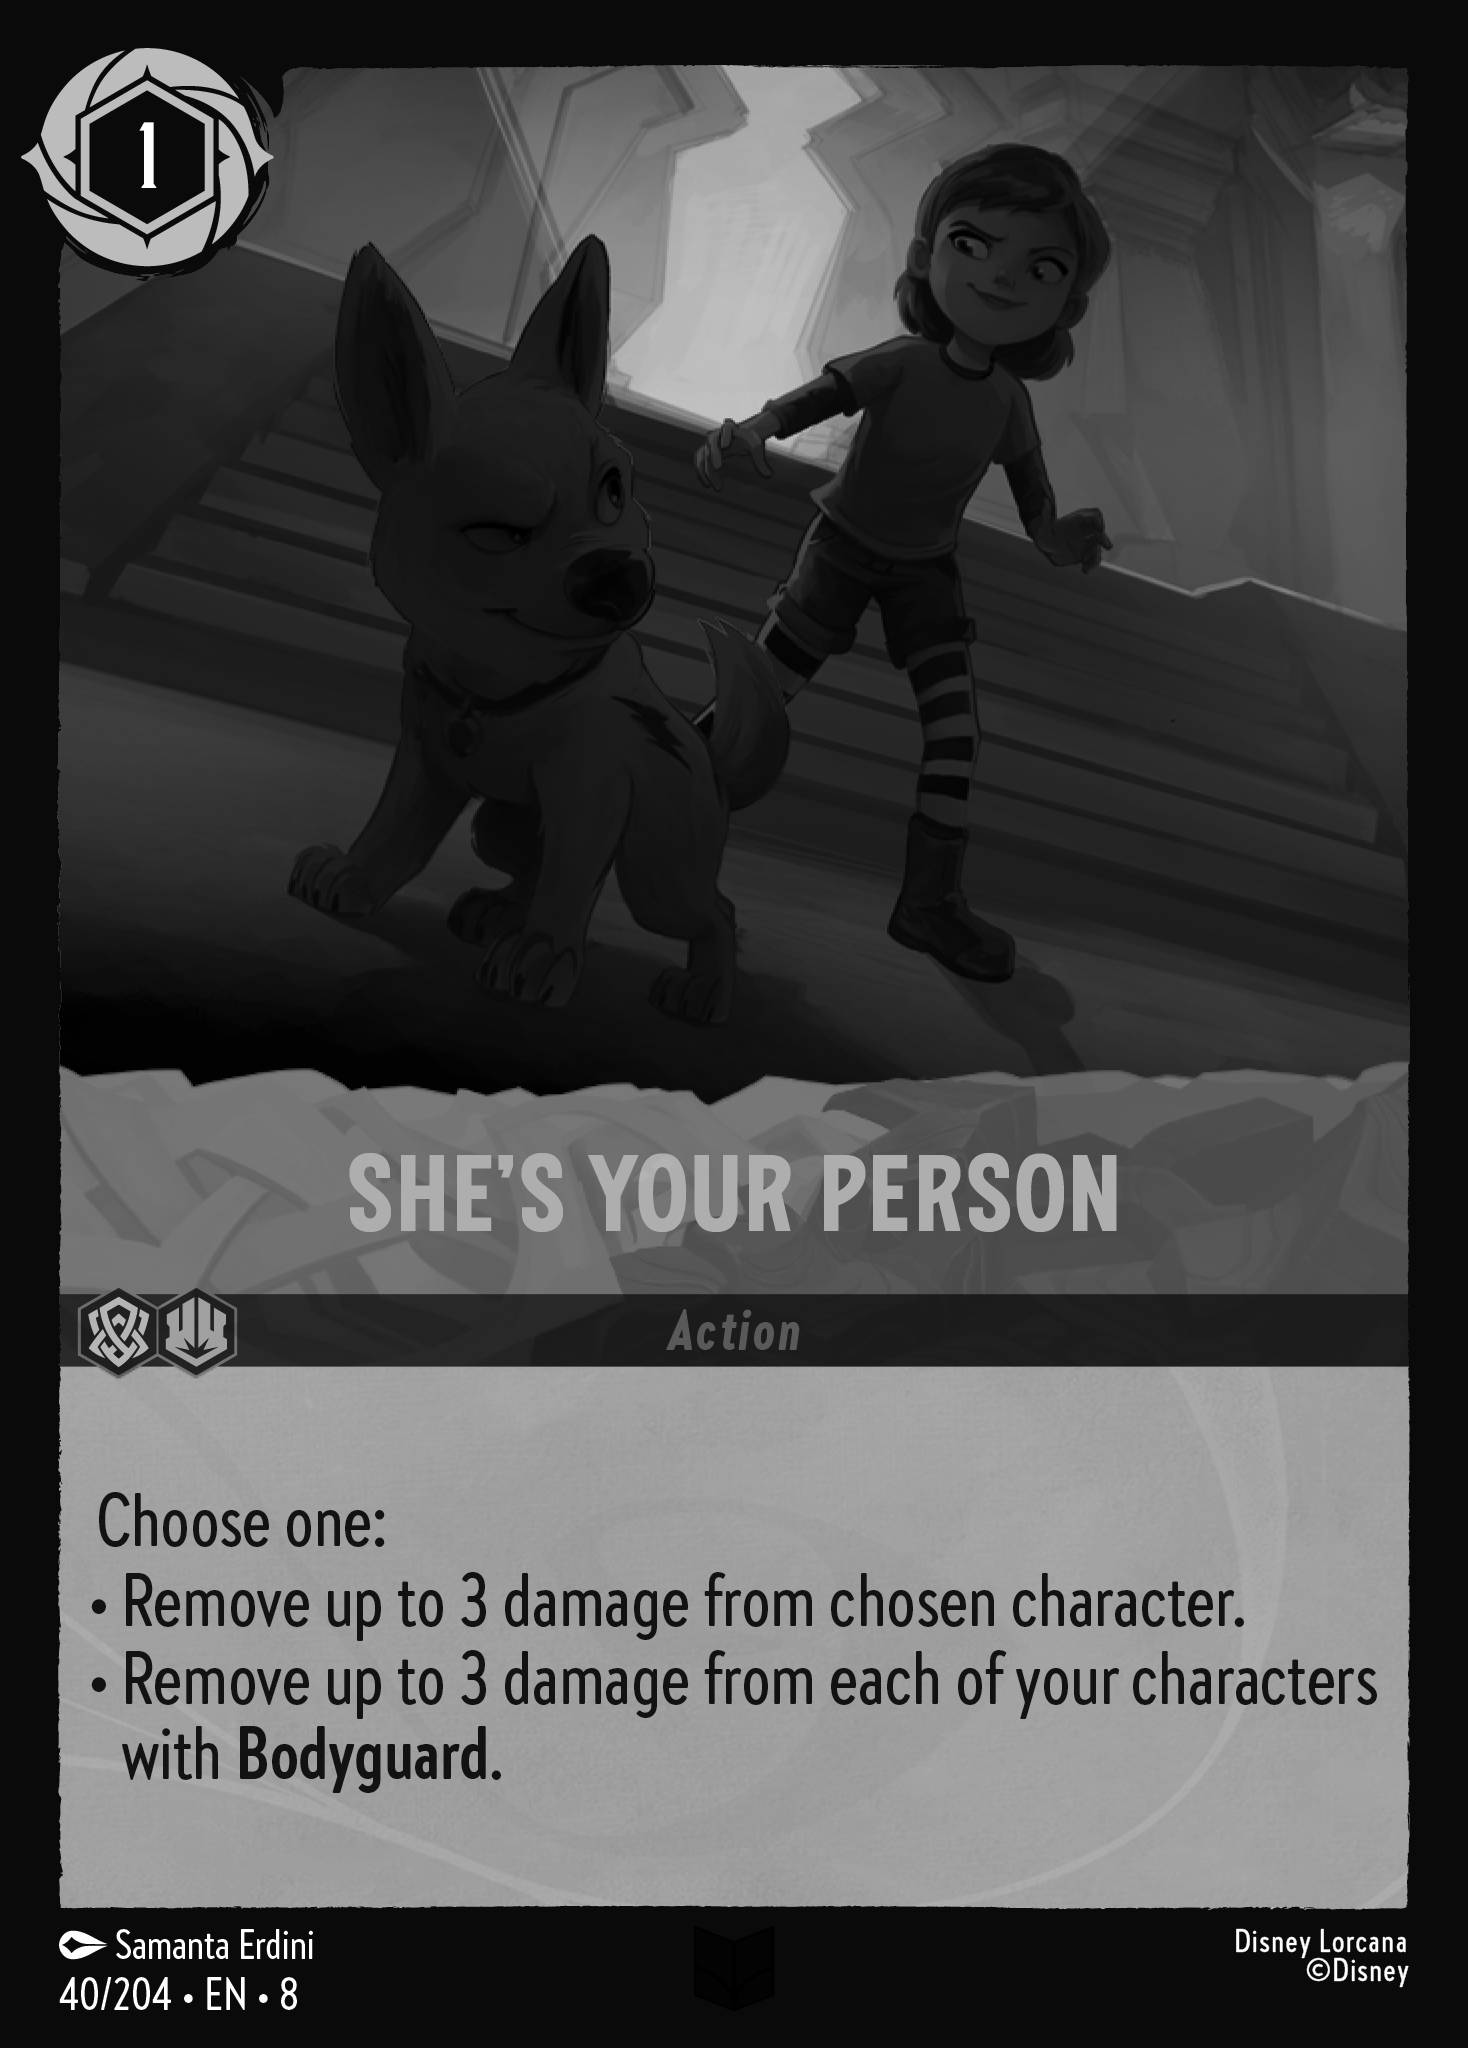 1
SHE'S YOUR PERSON
Action
Choose one:
• Remove up to 3 damage from chosen character.
• Remove up to 3 damage from each of your characters
with Bodyguard.
Samanta Erdini
40/204 • EN • 8
Disney Lorcana
©Disney